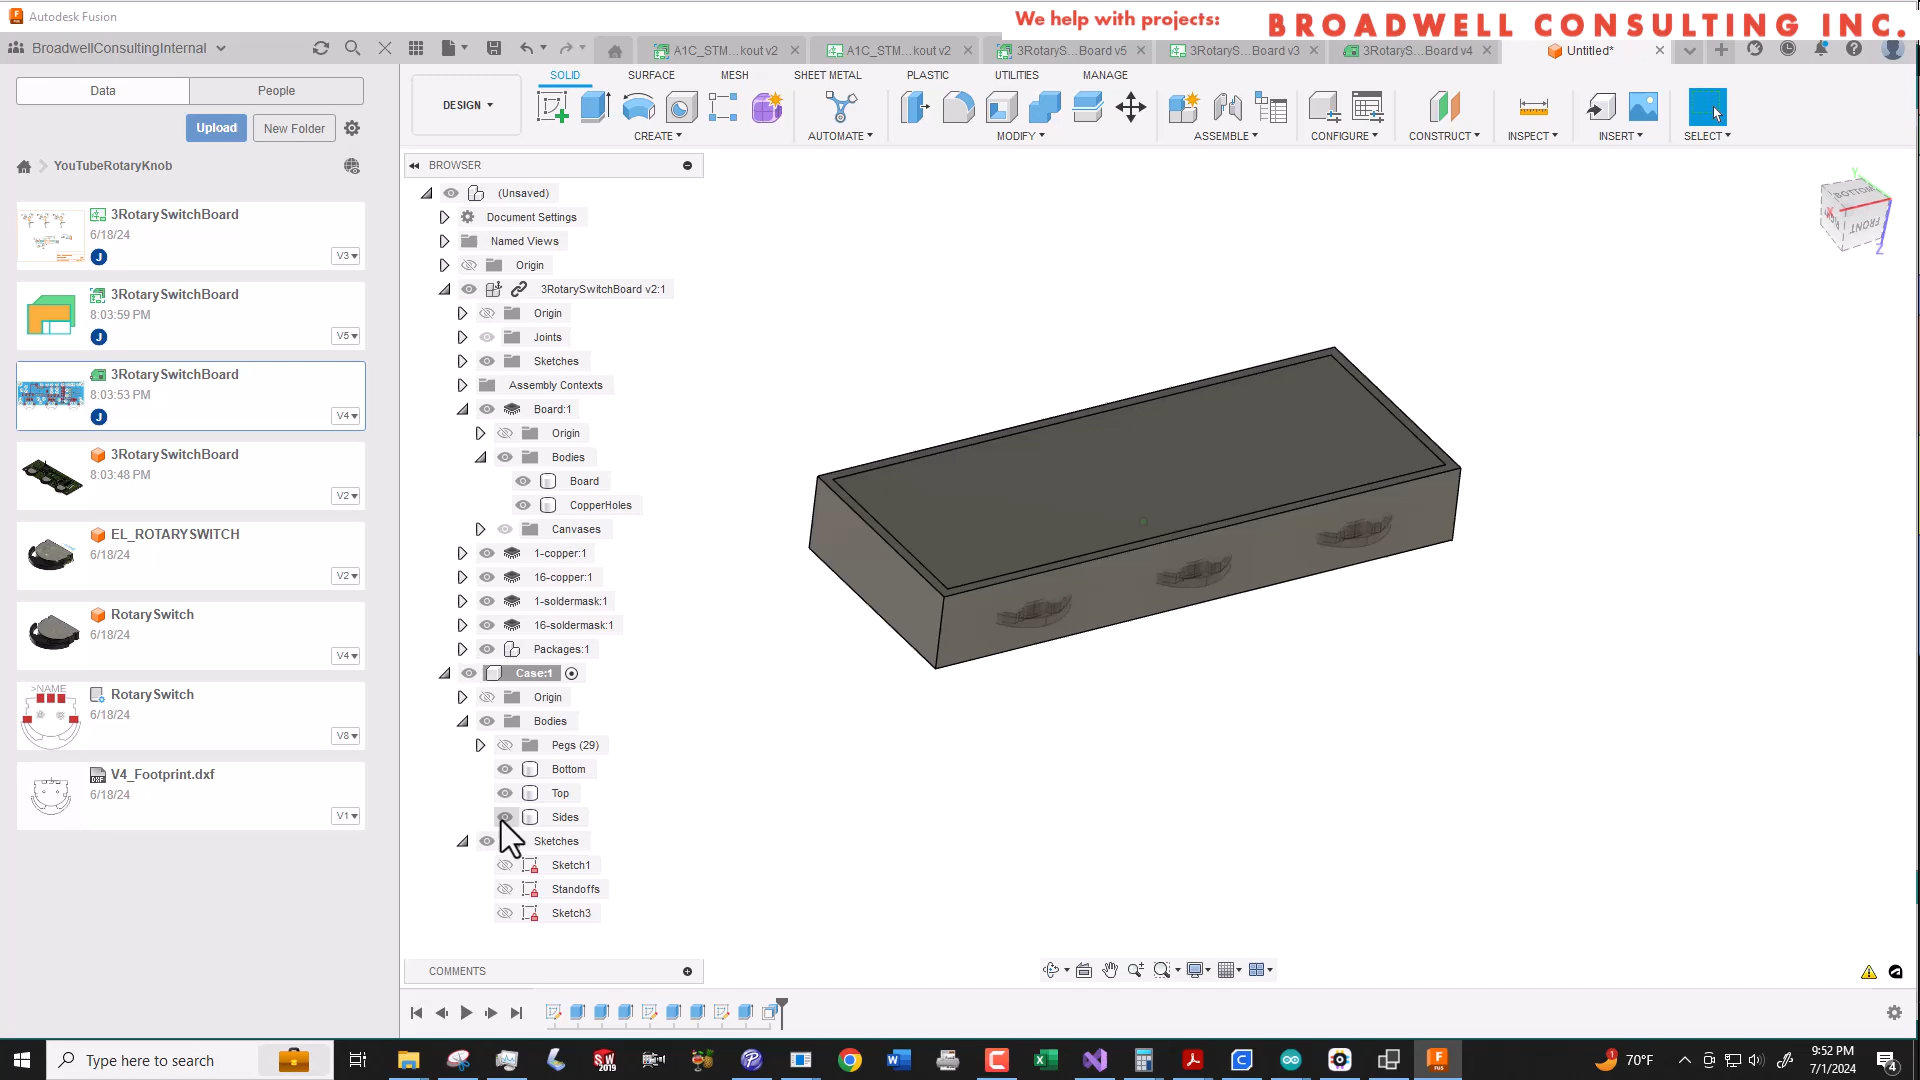 Autodesk Fusion
We help with projects:
BROADWELL CONSULTING INC.
BroadwellConsultingInternal
A1C_STM...kout v2
A1C_STM...kout v2
3RotaryS...Board v5
3RotaryS...Board v3
3RotaryS...Board v4
Untitled*
Data
People
Upload
New Folder
YouTubeRotaryKnob
3RotarySwitchBoard
6/18/24
J
V3
3RotarySwitchBoard
8:03:59 PM
J
V5
3RotarySwitchBoard
8:03:53 PM
J
V4
3RotarySwitchBoard
8:03:48 PM
V2
EL_ROTARYSWITCH
6/18/24
V2
RotarySwitch
6/18/24
V4
>NAME
RotarySwitch
6/18/24
V8
V4_Footprint.dxf
6/18/24
V1
DESIGN
SOLID
SURFACE
MESH
SHEET METAL
PLASTIC
UTILITIES
MANAGE
CREATE
AUTOMATE
MODIFY
ASSEMBLE
CONFIGURE
CONSTRUCT
INSPECT
INSERT
SELECT
BROWSER
(Unsaved)
Document Settings
Named Views
Origin
3RotarySwitchBoard v2:1
Origin
Joints
Sketches
Assembly Contexts
Board:1
Origin
Bodies
Board
CopperHoles
Canvases
1-copper:1
16-copper:1
1-soldermask:1
16-soldermask:1
Packages:1
Case:1
Origin
Bodies
Pegs (29)
Bottom
Top
Sides
Sketches
Sketch1
Standoffs
Sketch3
COMMENTS
Y
BOTTOM
X
FRONT
Z
Type here to search
70°F
9:52 PM
7/1/2024
4